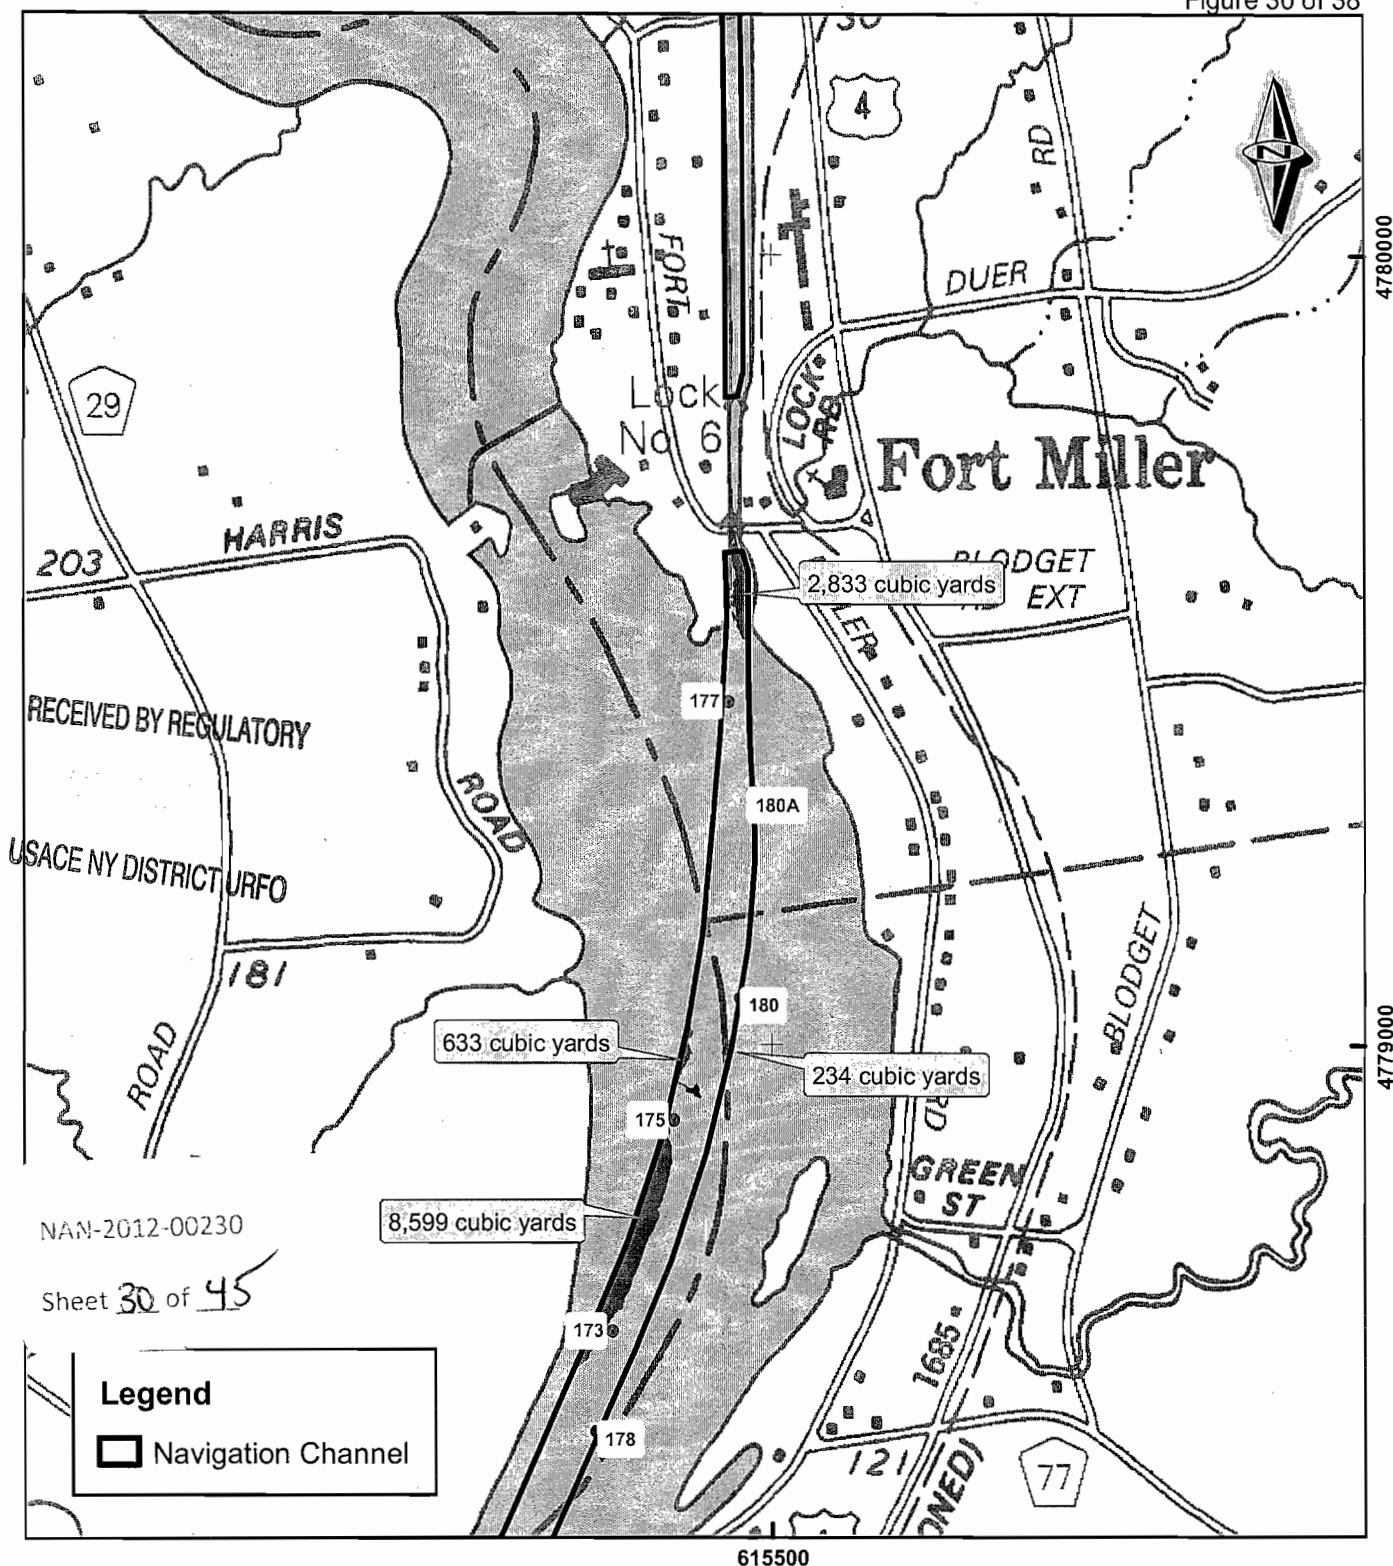 Figure 30 of 38
4
RD
N
4780000
FORT
DUER
29
Lock
No 6
LOCK
RD
Fort Miller
HARRIS
203
BLODGET
EXT
2,833 cubic yards
177
RECEIVED BY REGULATORY
ROAD
180A
USACE NY DISTRICT URFO
181
BLODGET
180
ROAD
633 cubic yards
4779000
234 cubic yards
175
RD
GREEN
ST
8,599 cubic yards
NAN-2012-00230
Sheet 30 of 45
173
1685
Legend
Navigation Channel
178
121
77
615500